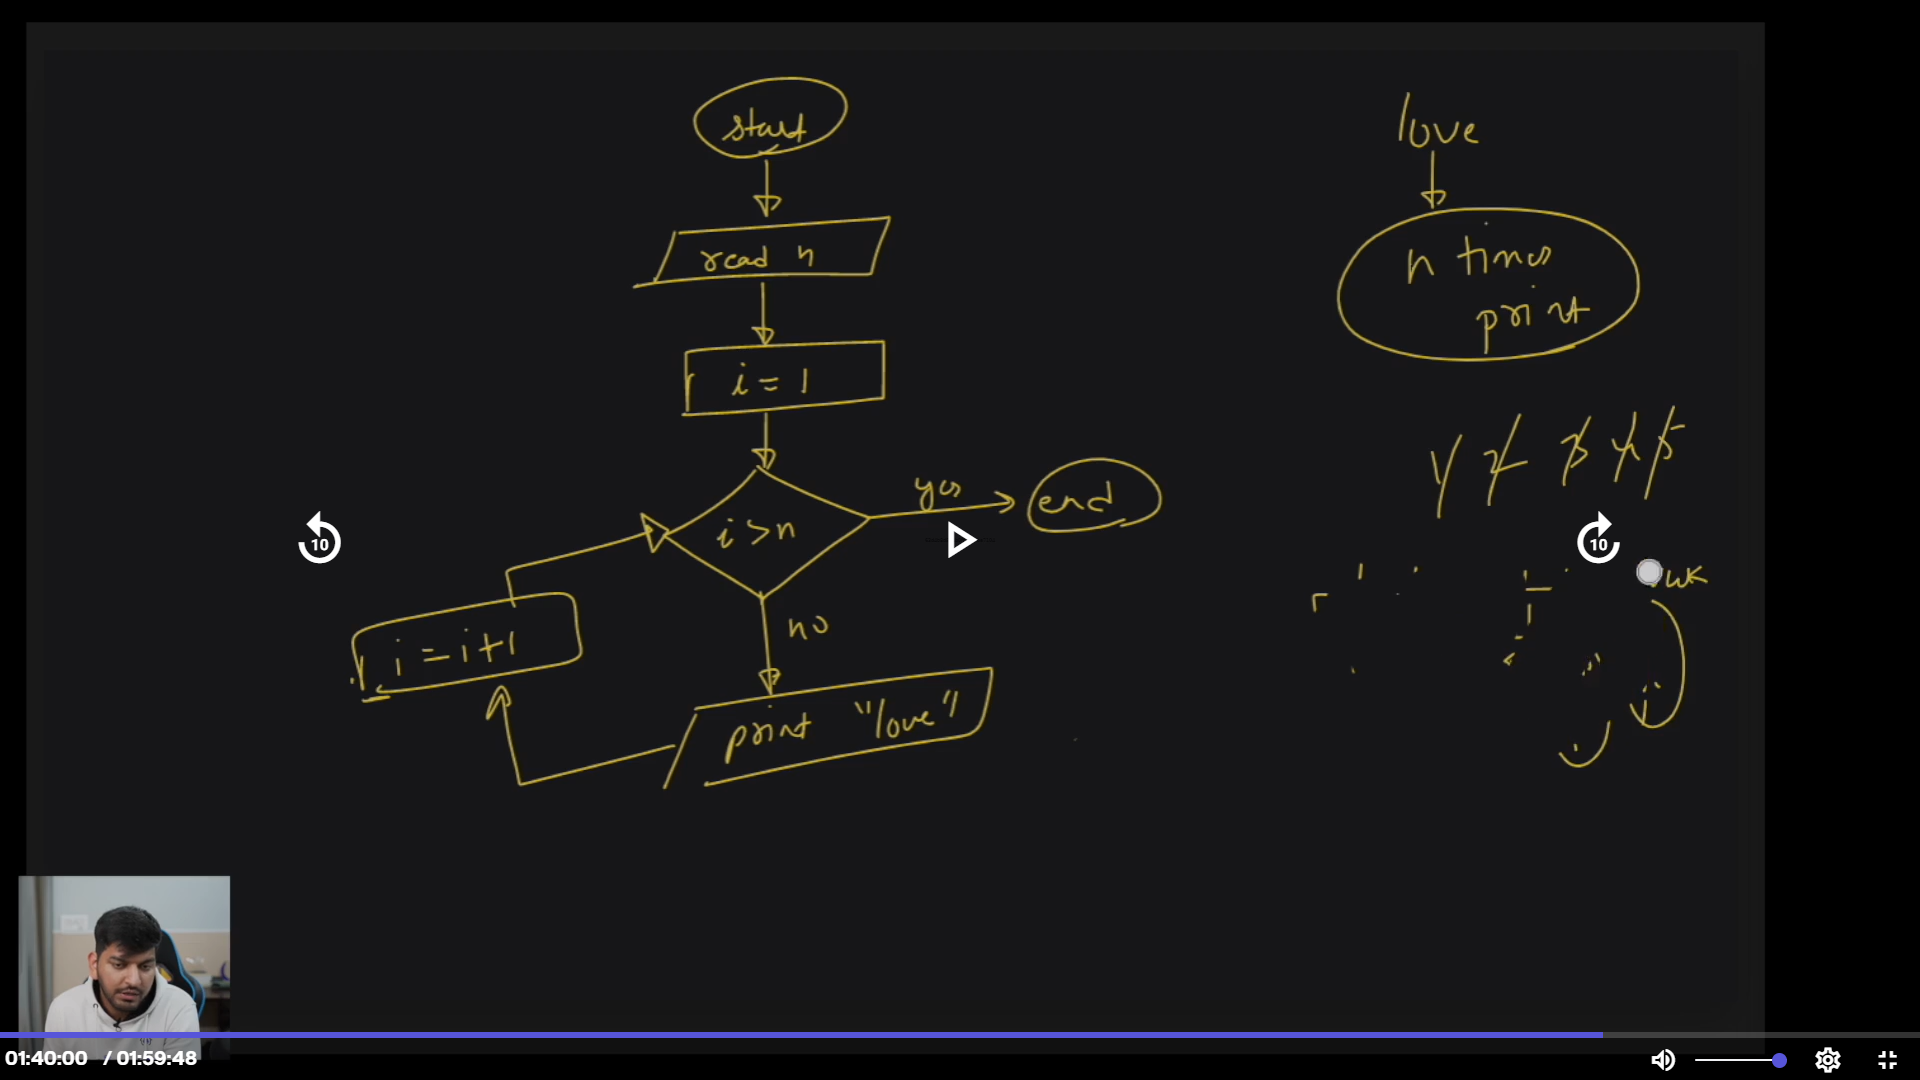 start
read n
i = 1
i > n
yes
end
no
i = i + 1
print "love"
love
n times
print
1 2 3 4 5
10
10
01:40:00 / 01:59:48